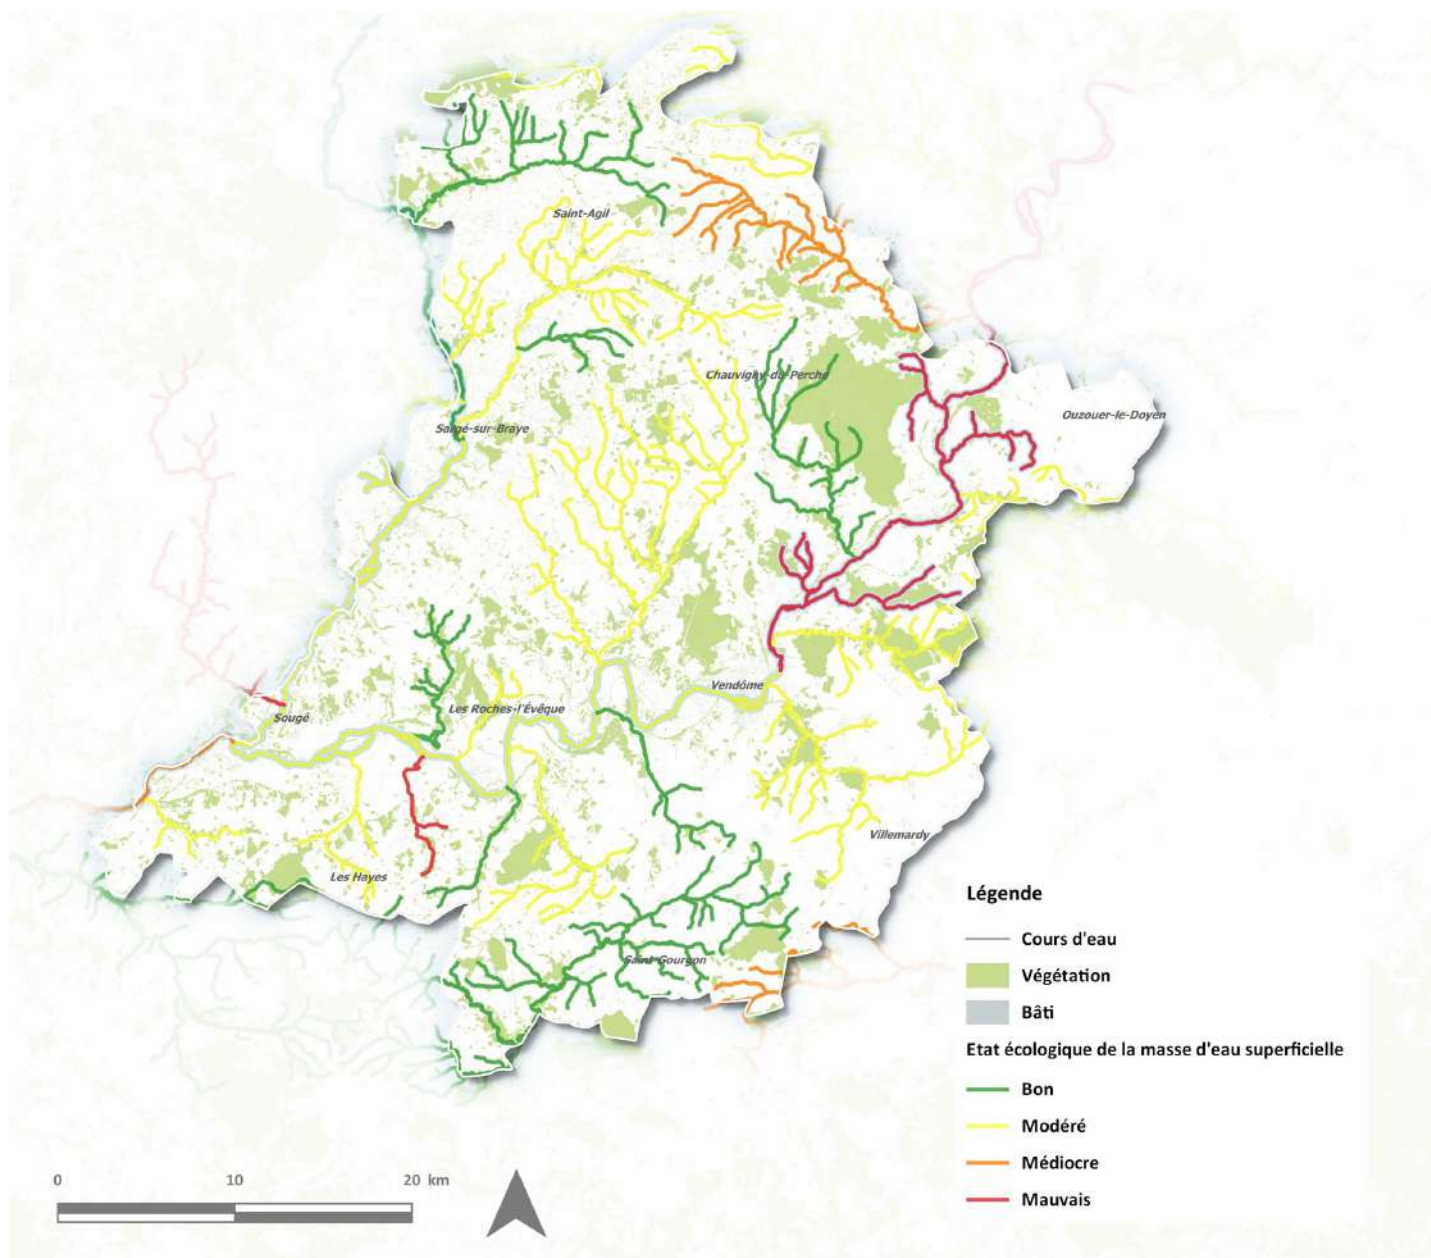 Saint-Agil
Chauvigny-du-Perche
Ouzouer-le-Doyen
Sargé-sur-Braye
Vendôme
Les Roches-l'Évêque
Sougé
Villemardy
Les Hayes
Saint-Gourgon
Légende
Cours d'eau
Végétation
Bâti
Etat écologique de la masse d'eau superficielle
Bon
Modéré
Médiocre
Mauvais
0 10 20 km